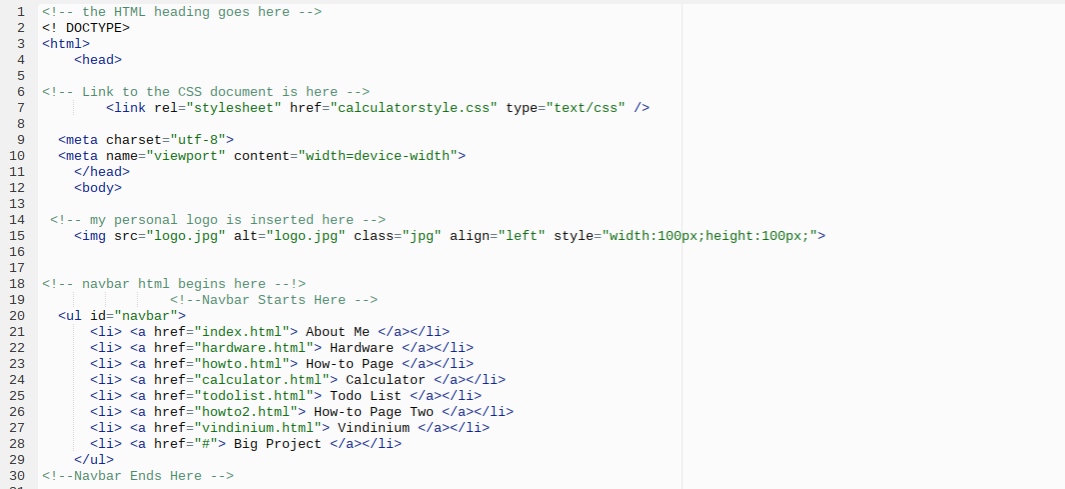 1 <!-- the HTML heading goes here -->
2 <! DOCTYPE>
3 <html>
4 <head>
5
6 <!-- Link to the CSS document is here -->
7 <link rel="stylesheet" href="calculatorstyle.css" type="text/css" />
8
9 <meta charset="utf-8">
10 <meta name="viewport" content="width=device-width">
11 </head>
12 <body>
13
14 <!-- my personal logo is inserted here -->
15 <img src="logo.jpg" alt="logo.jpg" class="jpg" align="left" style="width:100px;height:100px;">
16
17
18 <!-- navbar html begins here --!>
19 <!--Navbar Starts Here -->
20 <ul id="navbar">
21 <li> <a href="index.html"> About Me </a></li>
22 <li> <a href="hardware.html"> Hardware </a></li>
23 <li> <a href="howto.html"> How-to Page </a></li>
24 <li> <a href="calculator.html"> Calculator </a></li>
25 <li> <a href="todolist.html"> Todo List </a></li>
26 <li> <a href="howto2.html"> How-to Page Two </a></li>
27 <li> <a href="vindinium.html"> Vindinium </a></li>
28 <li> <a href="#"> Big Project </a></li>
29 </ul>
30 <!--Navbar Ends Here -->